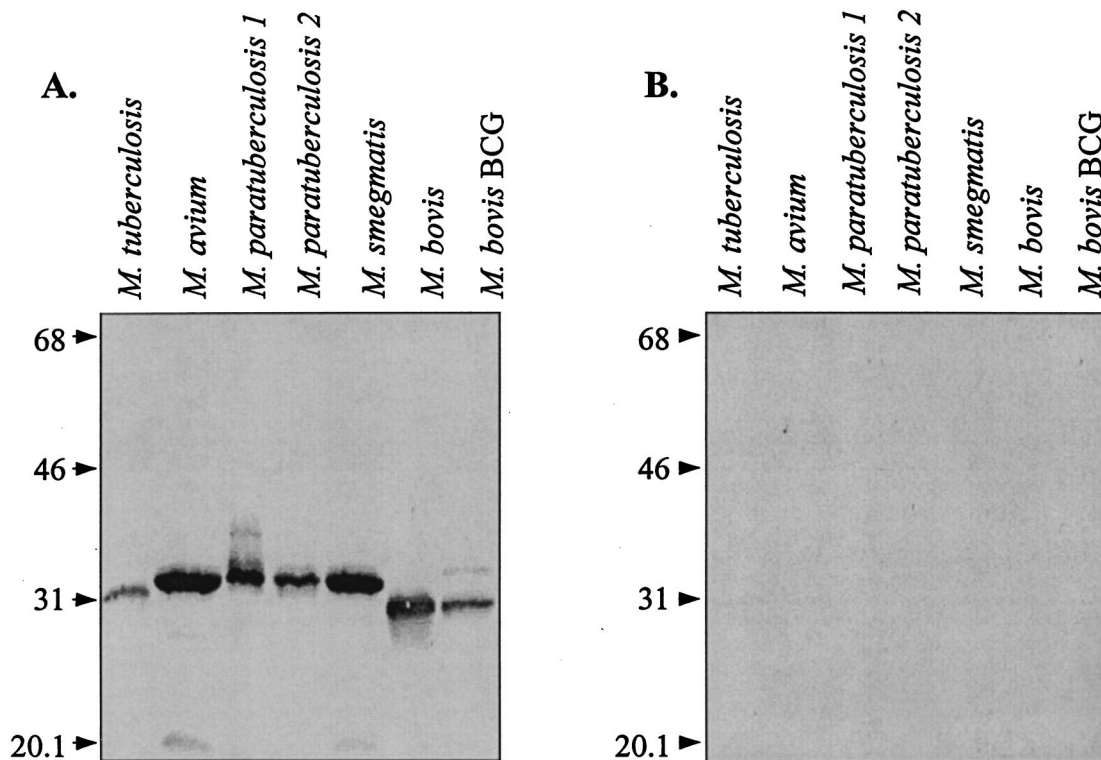 A.
M. tuberculosis
M. avium
M. paratuberculosis 1
M. paratuberculosis 2
M. smegmatis
M. bovis
M. bovis BCG
68
46
31
20.1
B.
M. tuberculosis
M. avium
M. paratuberculosis 1
M. paratuberculosis 2
M. smegmatis
M. bovis
M. bovis BCG
68
46
31
20.1